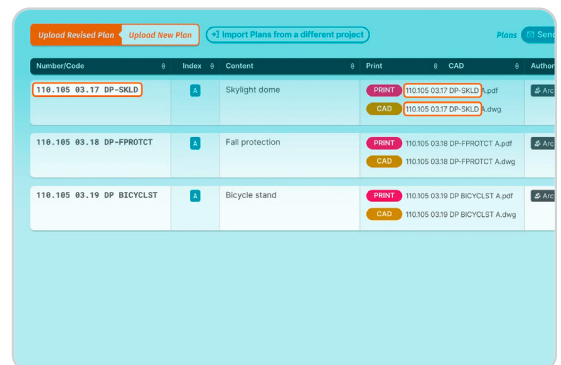 Upload Revised Plan Upload New Plan Import Plans from a different project Plans Send
Number/Code Index Content Print CAD Author
110.105 03.17 DP-SKLD A Skylight dome PRINT 110.105 03.17 DP-SKLD A.pdf Arc
CAD 110.105 03.17 DP-SKLD A.dwg
110.105 03.18 DP-FPROTCT A Fall protection PRINT 110.105 03.18 DP-FPROTCT A.pdf Arc
CAD 110.105 03.18 DP-FPROTCT A.dwg
110.105 03.19 DP BICYCLST A Bicycle stand PRINT 110.105 03.19 DP BICYCLST A.pdf Arc
CAD 110.105 03.19 DP BICYCLST A.dwg